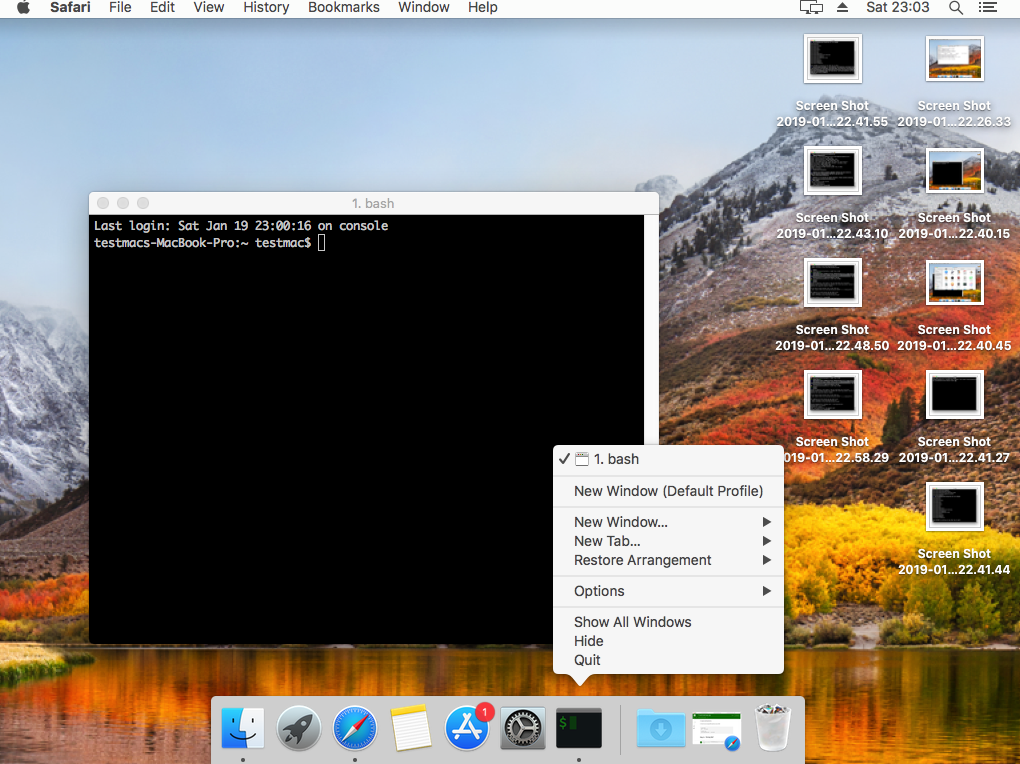 Safari File Edit View History Bookmarks Window Help Sat 23:03
Screen Shot
2019-01...22.41.55
Screen Shot
2019-01...22.26.33
Screen Shot
2019-01...22.43.10
Screen Shot
2019-01...22.40.15
Screen Shot
2019-01...22.48.50
Screen Shot
2019-01...22.40.45
Screen Shot
019-01...22.58.29
Screen Shot
2019-01...22.41.27
Screen Shot
2019-01...22.41.44
1. bash
Last login: Sat Jan 19 23:00:16 on console
testmacs-MacBook-Pro:~ testmac$
✓ 1. bash
New Window (Default Profile)
New Window...
New Tab...
Restore Arrangement
Options
Show All Windows
Hide
Quit
1
$